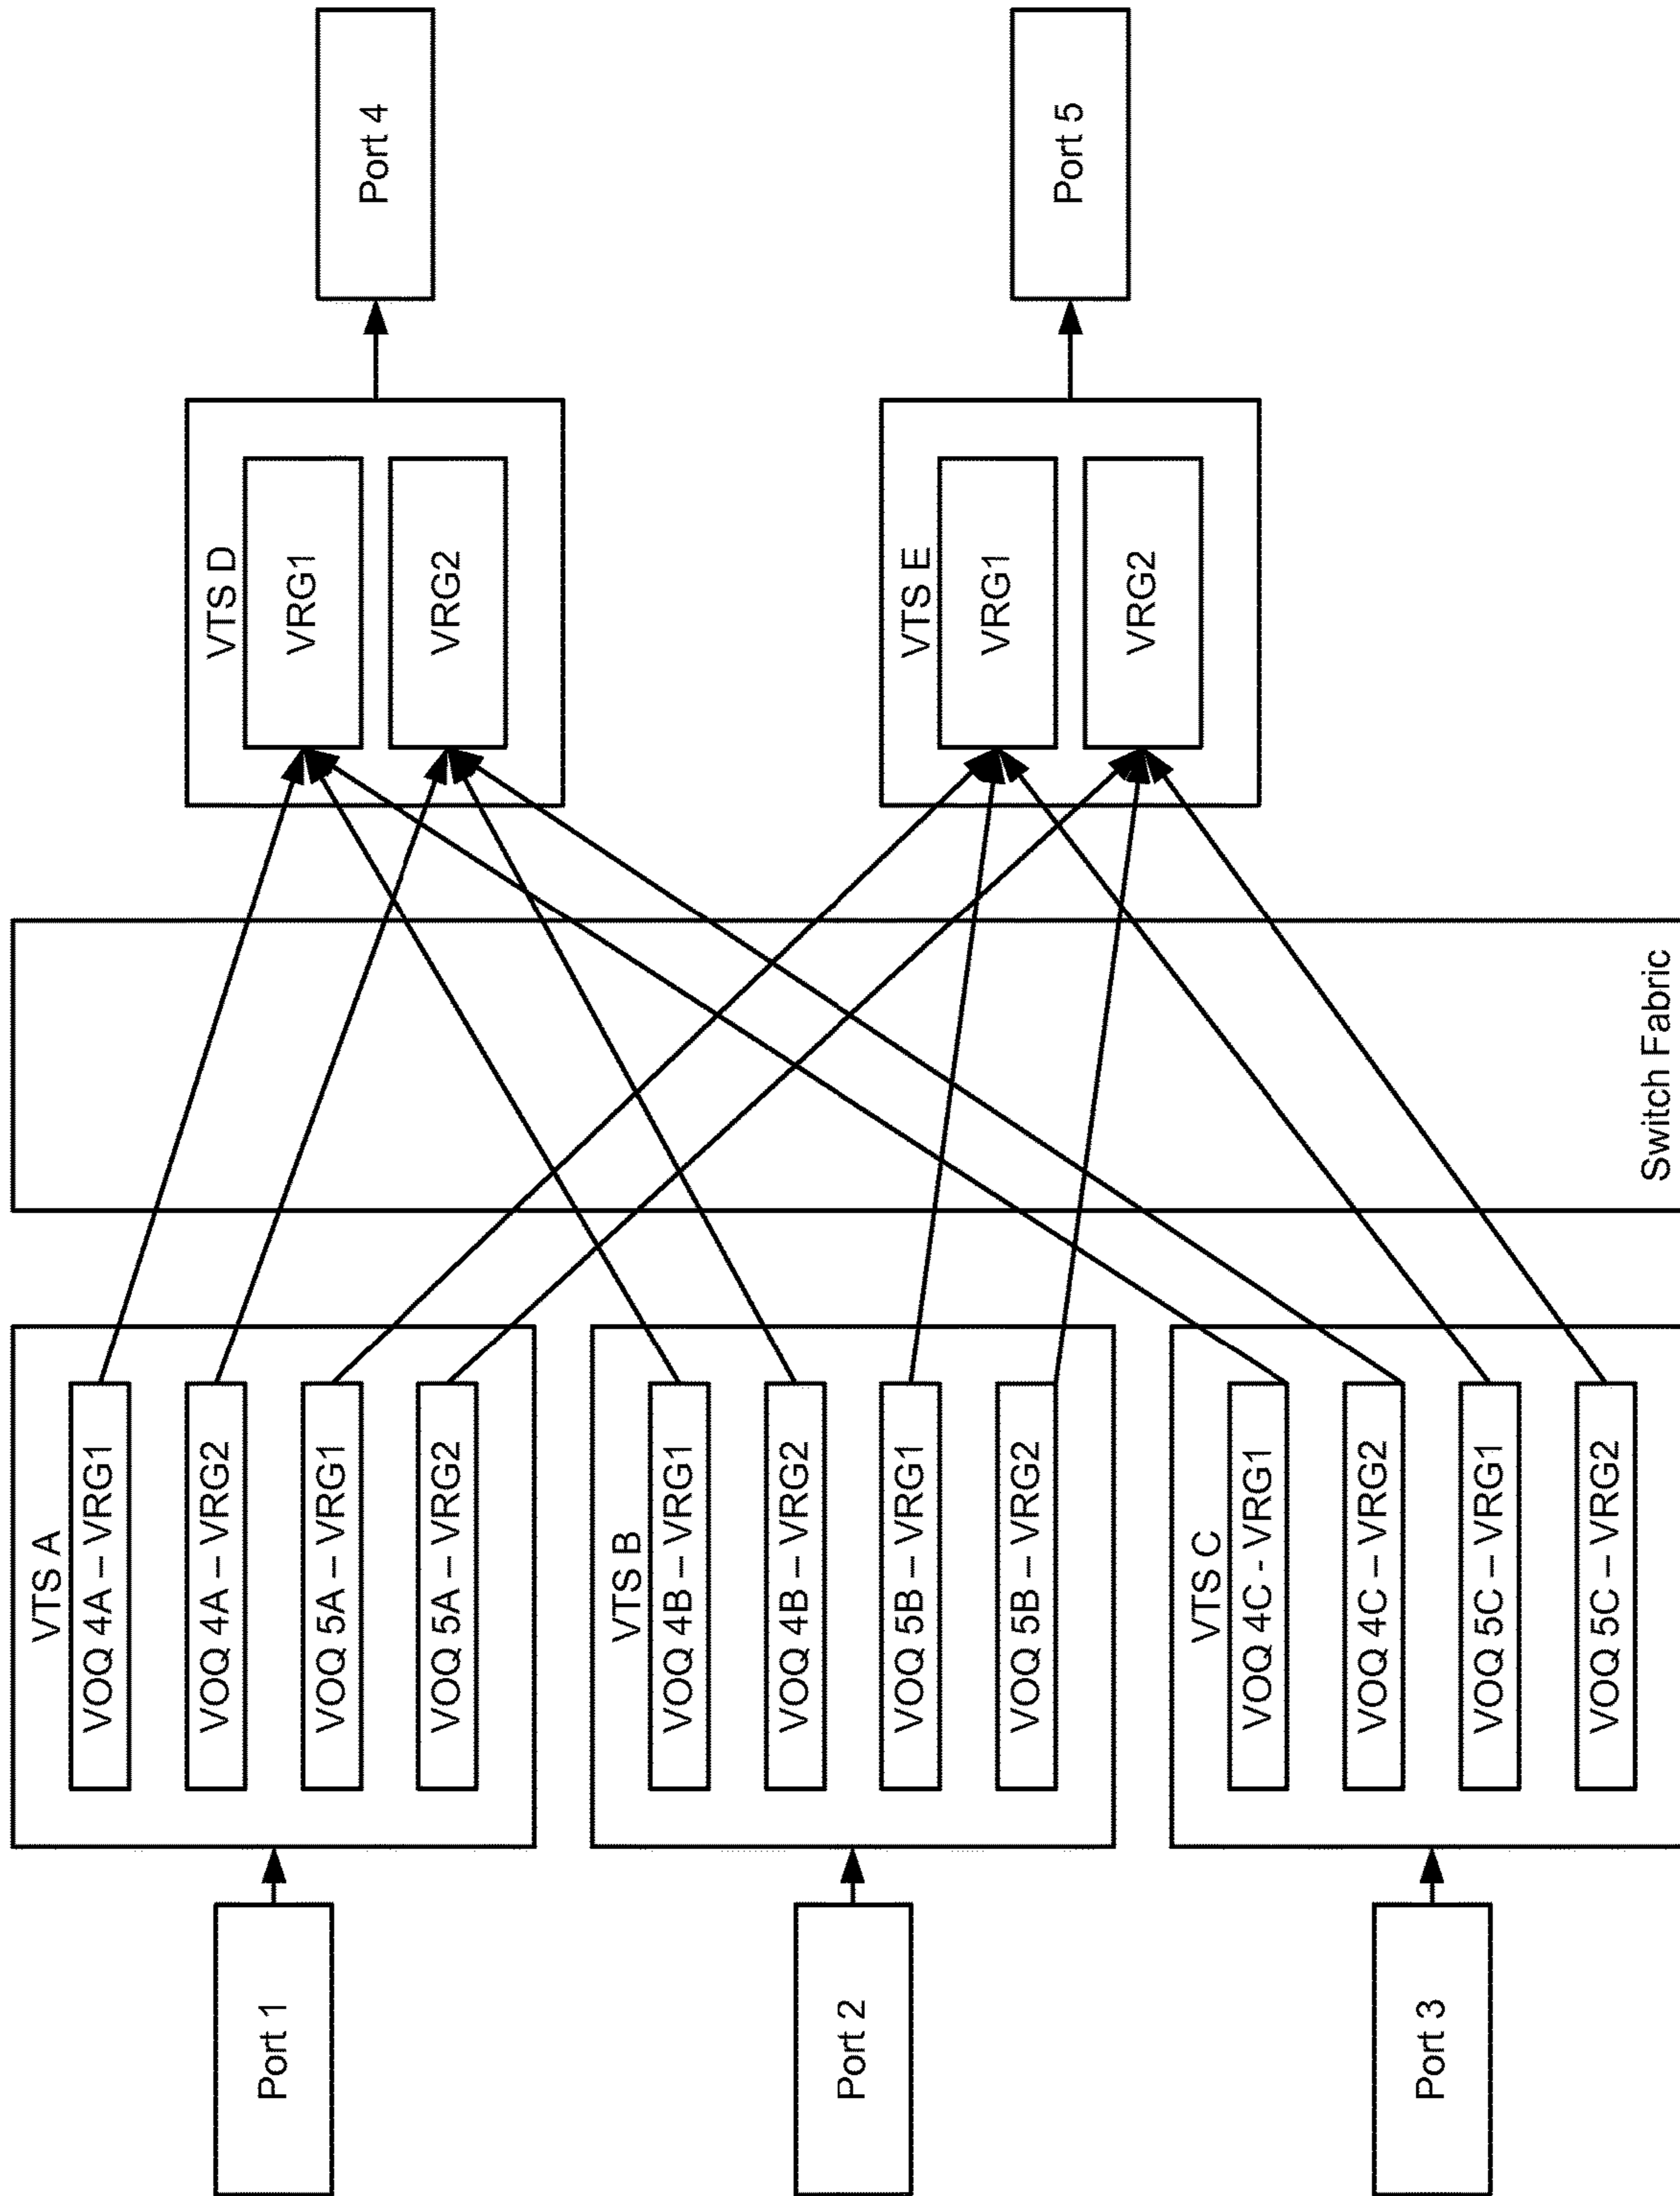 Port 1
Port 2
Port 3
VTS A
VOQ 4A – VRG1
VOQ 4A – VRG2
VOQ 5A – VRG1
VOQ 5A – VRG2
VTS B
VOQ 4B – VRG1
VOQ 4B – VRG2
VOQ 5B – VRG1
VOQ 5B – VRG2
VTS C
VOQ 4C - VRG1
VOQ 4C – VRG2
VOQ 5C – VRG1
VOQ 5C – VRG2
Switch Fabric
VTS D
VRG1
VRG2
VTS E
VRG1
VRG2
Port 4
Port 5